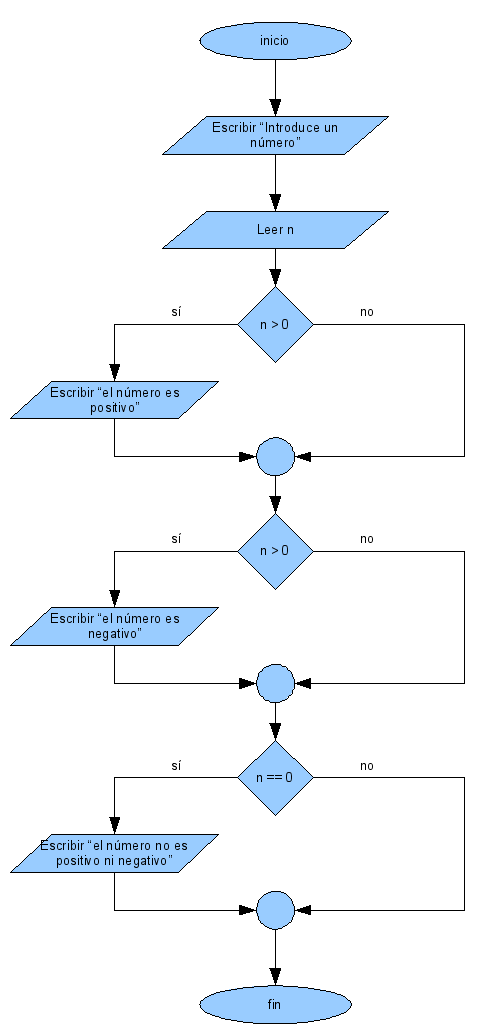 inicio
Escribir “Introduce un
número”
Leer n
n > 0
sí
no
Escribir “el número es
positivo”
n > 0
sí
no
Escribir “el número es
negativo”
n == 0
sí
no
Escribir “el número no es
positivo ni negativo”
fin